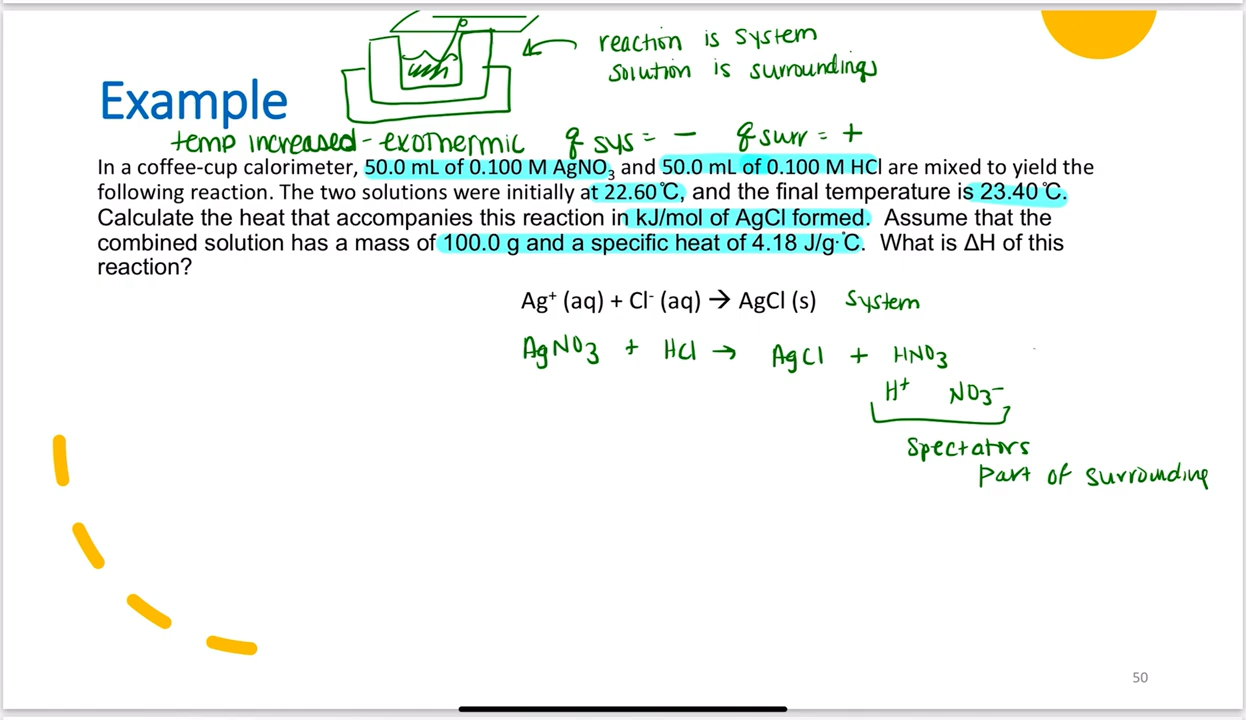 reaction is system
solution is surroundings
Example
temp increased - exothermic q sys = - q surr = +
In a coffee-cup calorimeter, 50.0 mL of 0.100 M AgNO₃ and 50.0 mL of 0.100 M HCl are mixed to yield the
following reaction. The two solutions were initially at 22.60 ̊C, and the final temperature is 23.40 ̊C.
Calculate the heat that accompanies this reaction in kJ/mol of AgCl formed. Assume that the
combined solution has a mass of 100.0 g and a specific heat of 4.18 J/g· ̊C. What is ΔH of this
reaction?
Ag⁺ (aq) + Cl⁻ (aq) → AgCl (s) System
AgNO₃ + HCl → AgCl + HNO₃
H⁺ NO₃⁻
Spectators
Part of surrounding
50